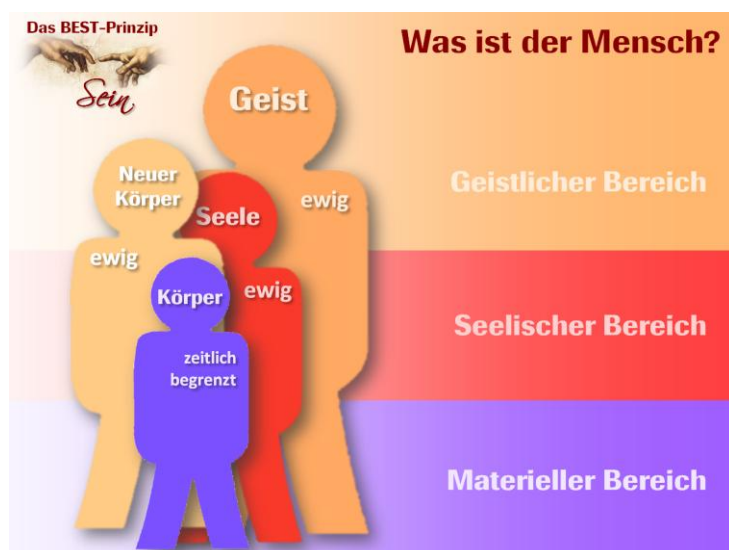 Das BEST-Prinzip
Sein
Was ist der Mensch?
Geist
ewig
Neuer
Körper
ewig
Seele
ewig
Körper
zeitlich
begrenzt
Geistlicher Bereich
Seelischer Bereich
Materieller Bereich